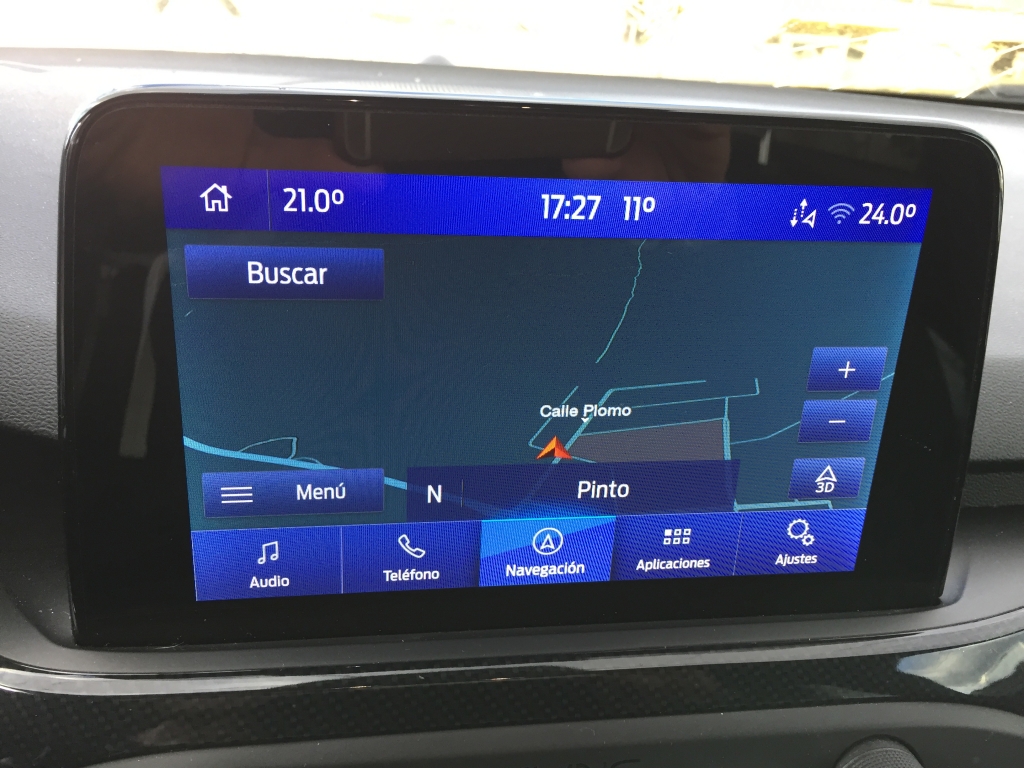 21.0º 17:27 11º 24.0º
Buscar
+
Calle Plomo
−
3D
Menú N Pinto
Audio Teléfono Navegación Aplicaciones Ajustes